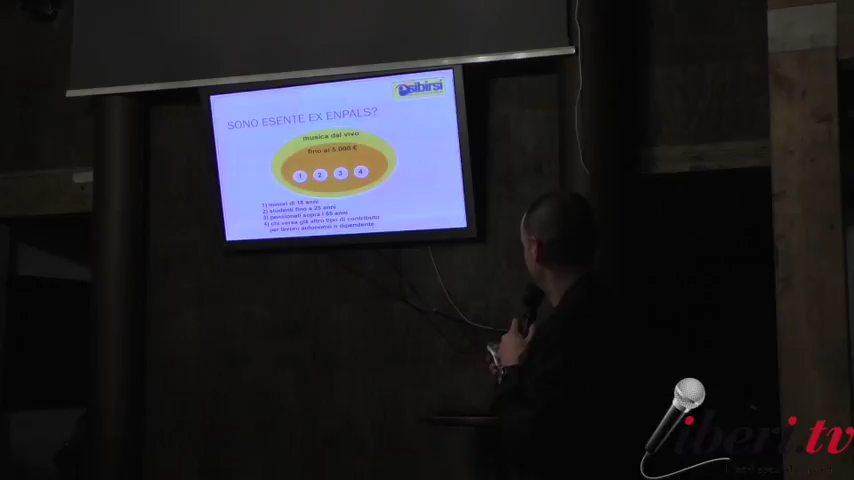 sibirsi
SONO ESENTE EX ENPALS?
musica dal vivo
fino ai 5.000 €
1 2 3 4
1) minori di 18 anni
2) studenti fino a 25 anni
3) pensionati sopra i 65 anni
4) chi versa già altro tipo di contributo
per lavoro autonomo o dipendente
iberi.tv